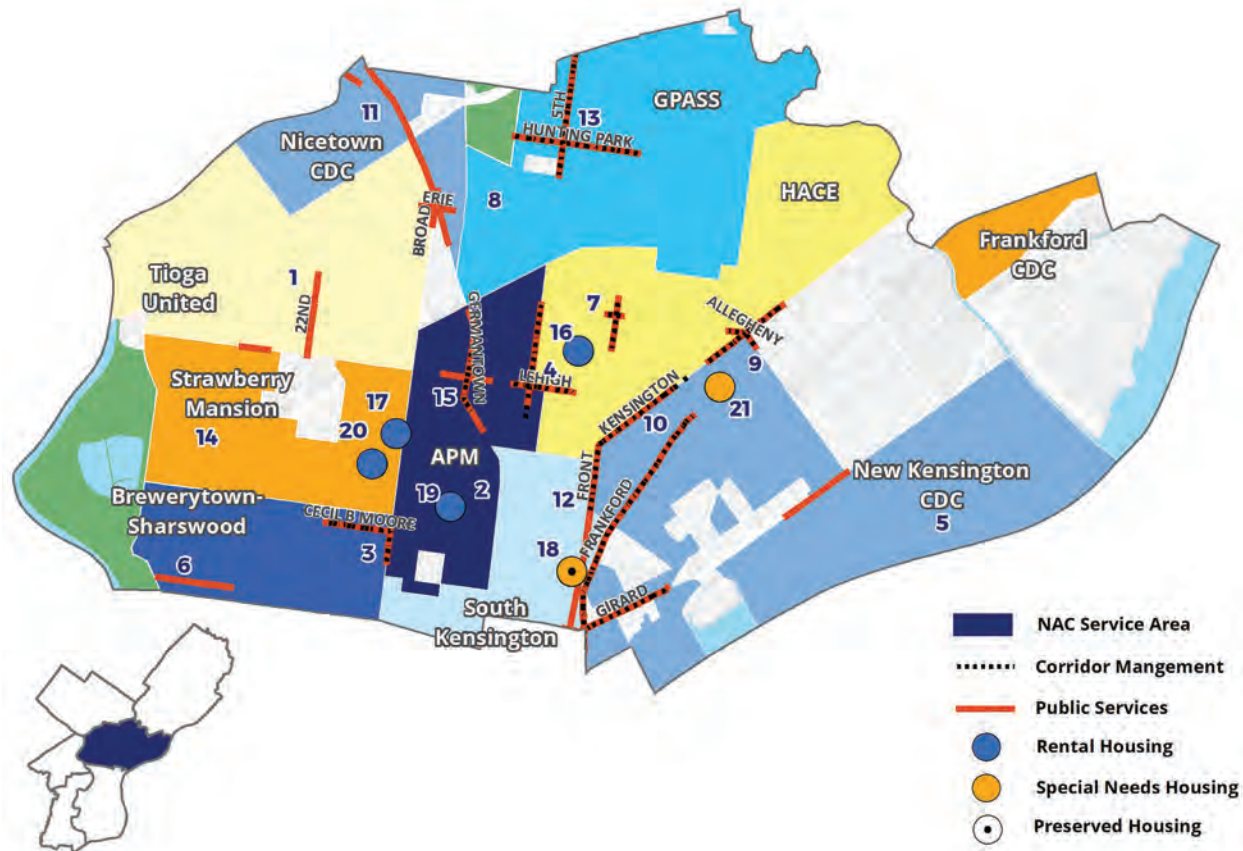 GPASS
5TH
13
HUNTING PARK
11
Nicetown
CDC
HACE
8
ERIE
BROAD
Frankford
CDC
Tioga
United
1
22ND
GERMANTOWN
7
16
ALLEGHENY
9
4
LEHIGH
Strawberry
Mansion
15
21
17
KENSINGTON
10
14
20
APM
FRONT
New Kensington
CDC
Brewerytown-
Sharswood
19
2
12
FRANKFORD
5
CECIL B MOORE
3
18
6
GIRARD
South
Kensington
NAC Service Area
Corridor Mangement
Public Services
Rental Housing
Special Needs Housing
Preserved Housing